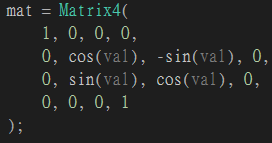 mat = Matrix4(
1, 0, 0, 0,
0, cos(val), -sin(val), 0,
0, sin(val), cos(val), 0,
0, 0, 0, 1
);